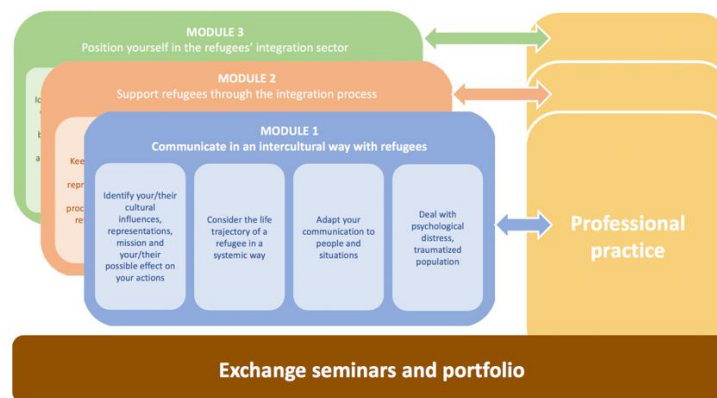 MODULE 3
Position yourself in the refugees' integration sector
MODULE 2
Support refugees through the integration process
MODULE 1
Communicate in an intercultural way with refugees
Identify your/their
cultural
influences,
representations,
mission and
your/their
possible effect on
your actions
Consider the life
trajectory of a
refugee in a
systemic way
Adapt your
communication to
people and
situations
Deal with
psychological
distress,
traumatized
population
Professional
practice
Exchange seminars and portfolio